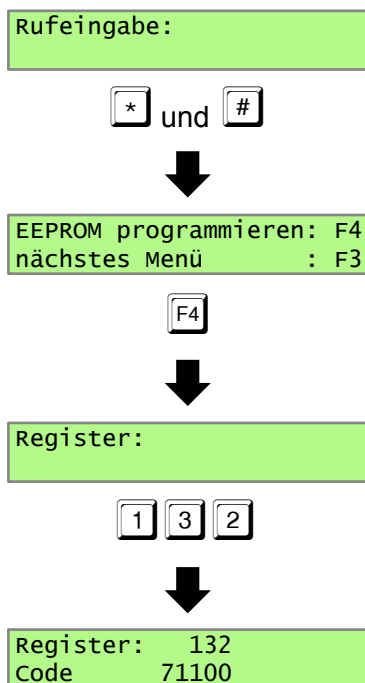 Rufeingabe:
* und #
EEPROM programmieren: F4
nächstes Menü : F3
F4
Register:
1 3 2
Register: 132
Code 71100